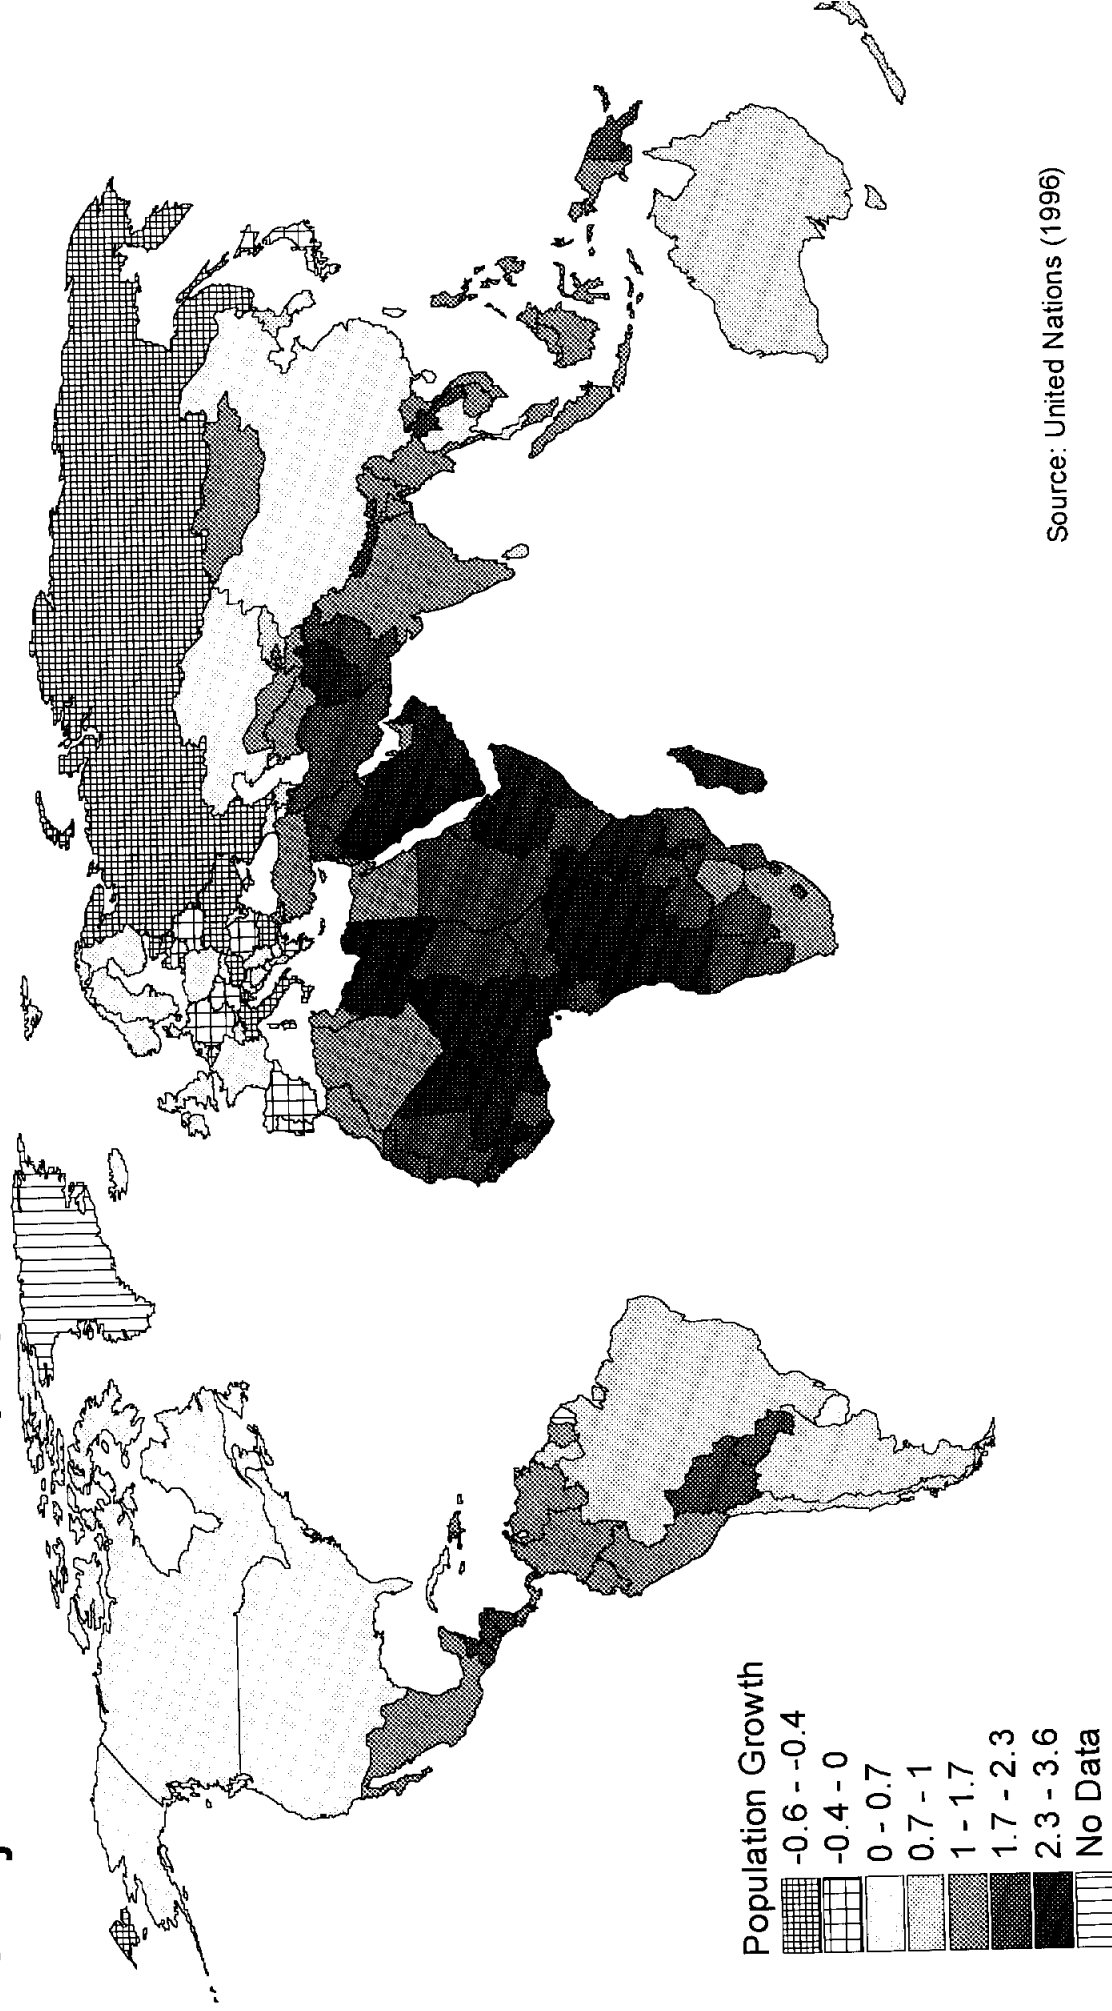 Population Growth
-0.6 - -0.4
-0.4 - 0
0 - 0.7
0.7 - 1
1 - 1.7
1.7 - 2.3
2.3 - 3.6
No Data
Source: United Nations (1996)